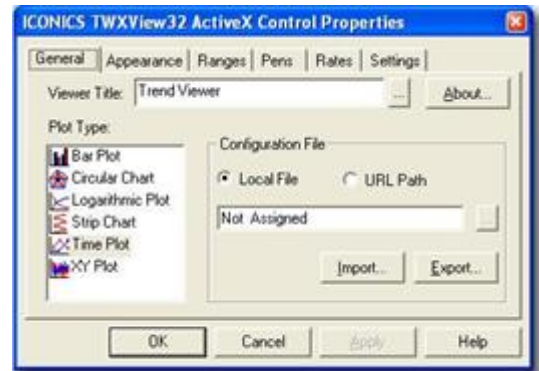 ICONICS TWXView32 ActiveX Control Properties
General Appearance Ranges Pens Rates Settings
Viewer Title: Trend Viewer ... About...
Plot Type:
Bar Plot
Circular Chart
Logarithmic Plot
Strip Chart
Time Plot
XY Plot
Configuration File
Local File URL Path
Not Assigned ...
Import... Export...
OK Cancel Apply Help